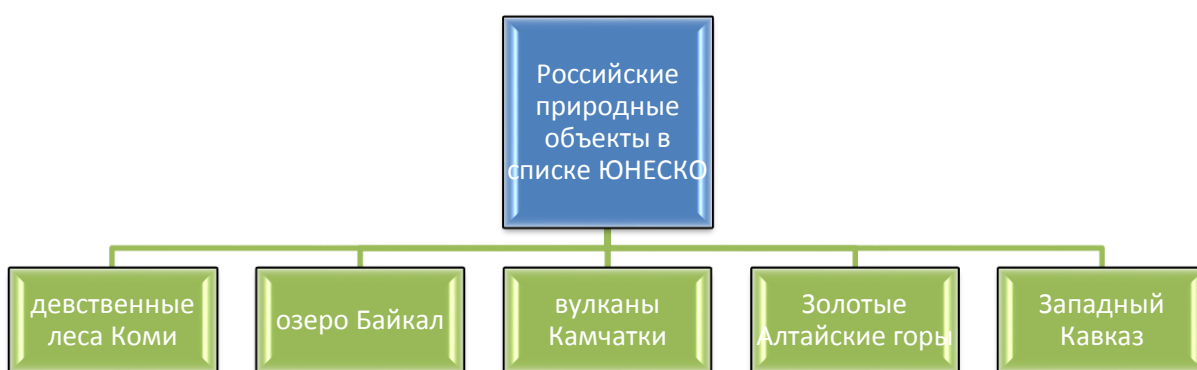 Российские
природные
объекты в
списке ЮНЕСКО
девственные
леса Коми
озеро Байкал
вулканы
Камчатки
Золотые
Алтайские горы
Западный
Кавказ